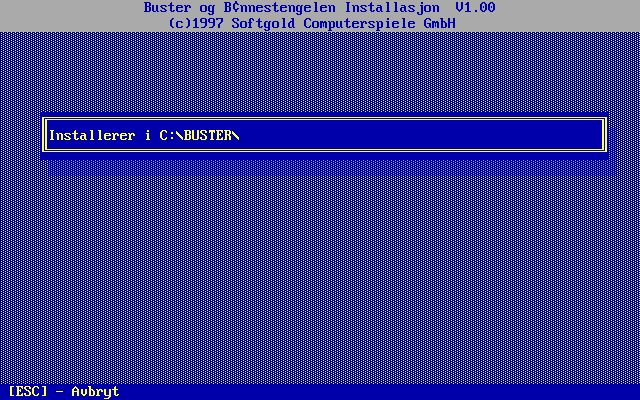 Buster og B¢nnestengelen Installasjon  V1.00
(c)1997 Softgold Computerspiele GmbH
Installerer i C:\BUSTER\
[ESC] - Avbryt